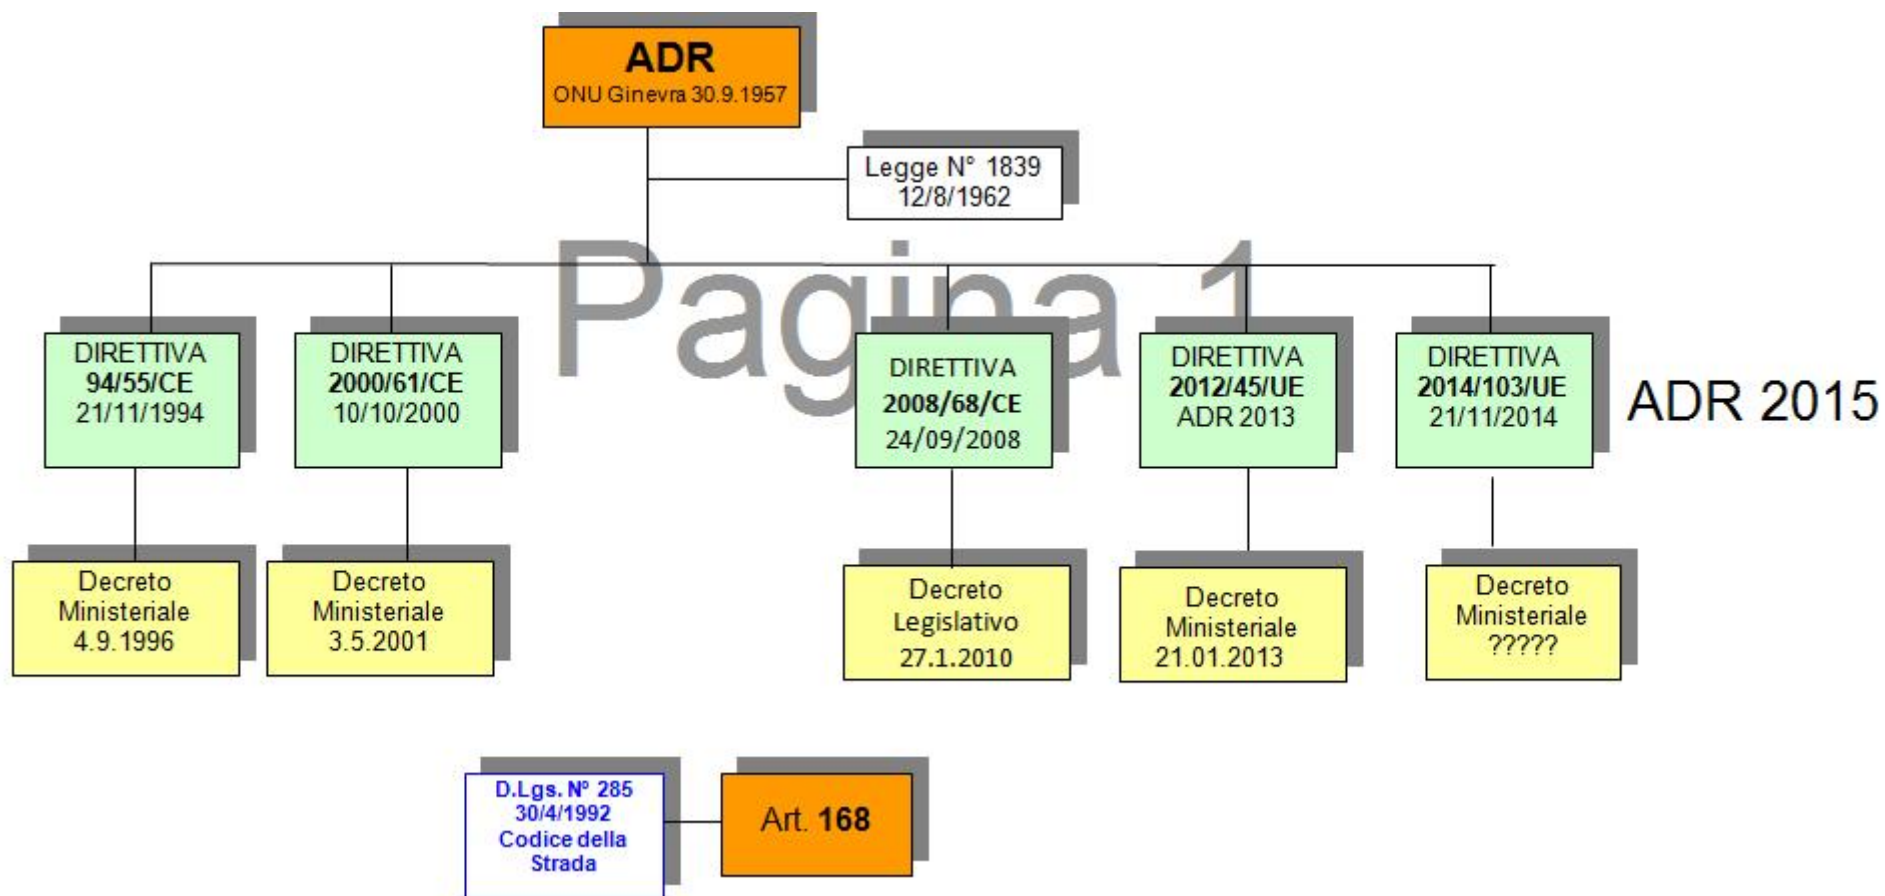 ADR
ONU Ginevra 30.9.1957
Legge N° 1839
12/8/1962
Pagina 1
DIRETTIVA
94/55/CE
21/11/1994
DIRETTIVA
2000/61/CE
10/10/2000
DIRETTIVA
2008/68/CE
24/09/2008
DIRETTIVA
2012/45/UE
ADR 2013
DIRETTIVA
2014/103/UE
21/11/2014
ADR 2015
Decreto
Ministeriale
4.9.1996
Decreto
Ministeriale
3.5.2001
Decreto
Legislativo
27.1.2010
Decreto
Ministeriale
21.01.2013
Decreto
Ministeriale
?????
D.Lgs. N° 285
30/4/1992
Codice della
Strada
Art. 168